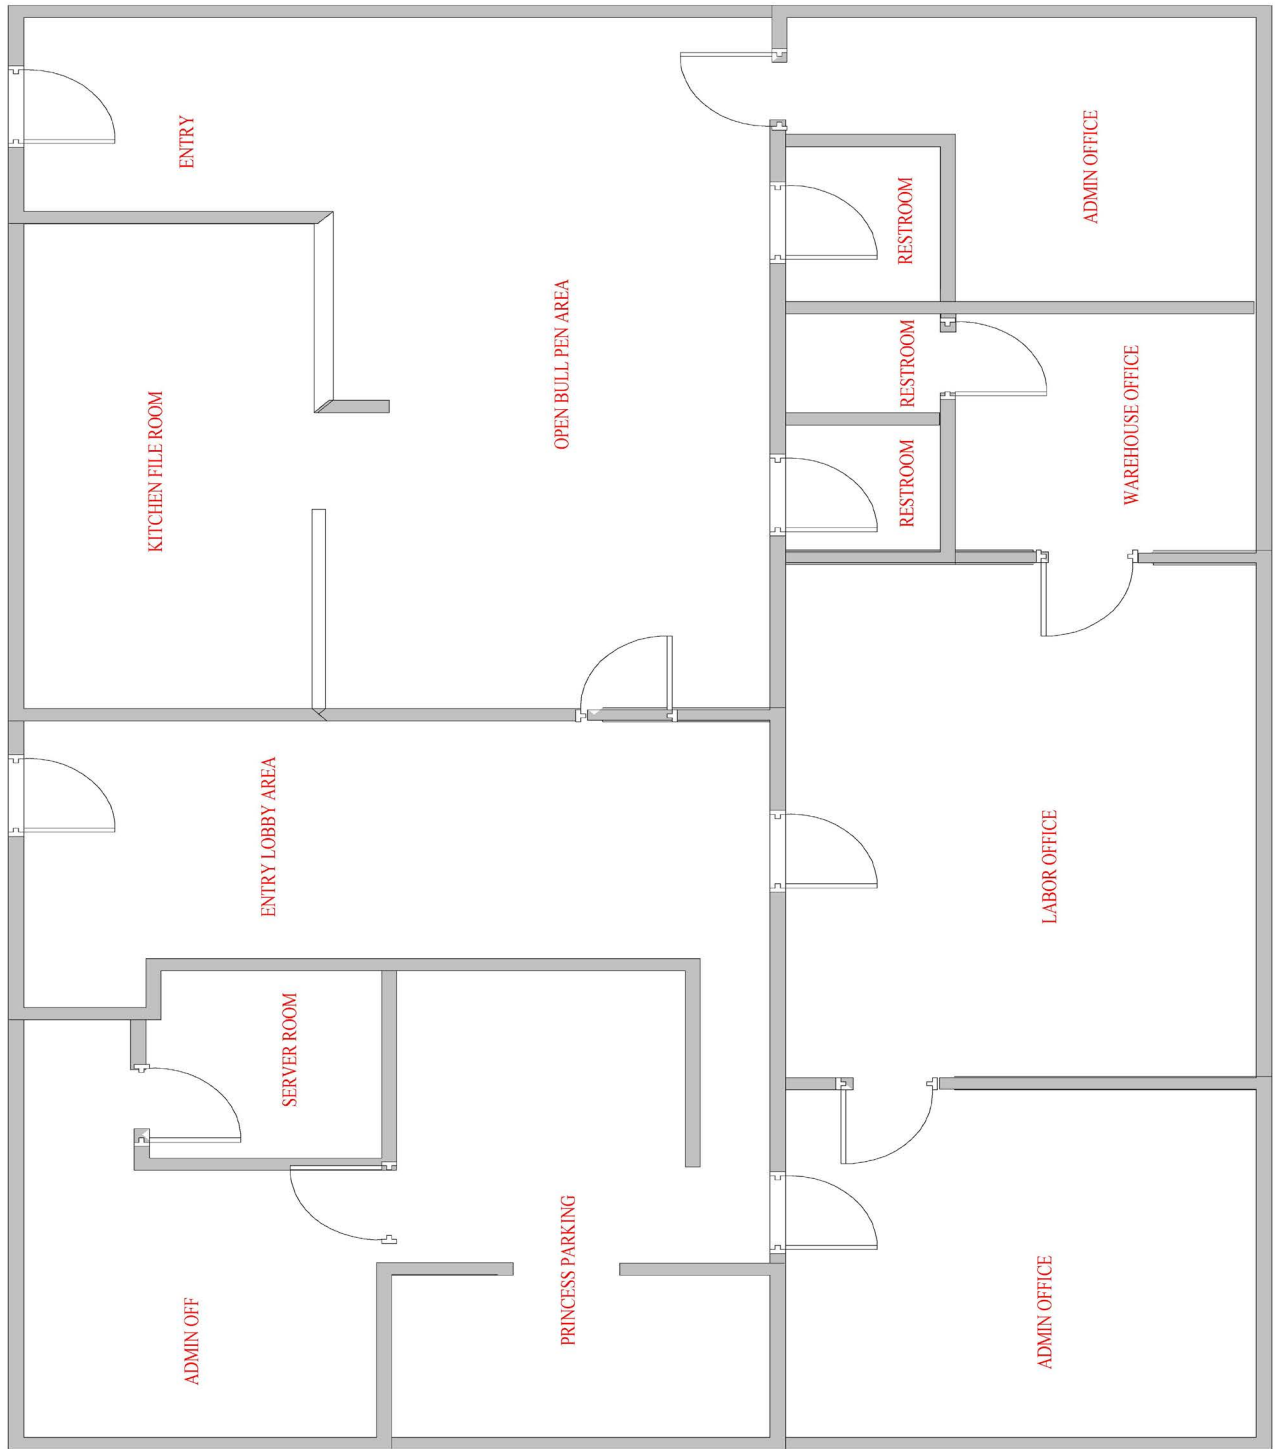 ENTRY
ADMIN OFFICE
RESTROOM
OPEN BULL PEN AREA
RESTROOM
WAREHOUSE OFFICE
KITCHEN FILE ROOM
RESTROOM
ENTRY LOBBY AREA
LABOR OFFICE
SERVER ROOM
PRINCESS PARKING
ADMIN OFF
ADMIN OFFICE